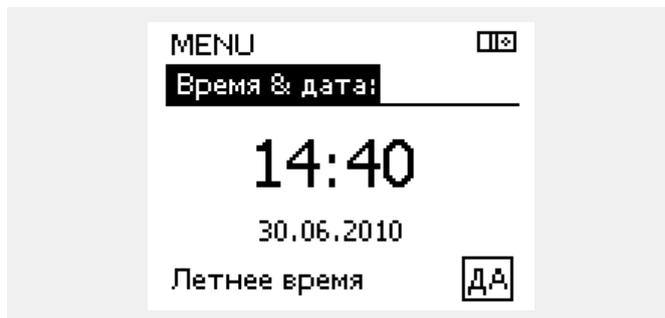 MENU
Время & дата:
14:40
30.06.2010
Летнее время ДА